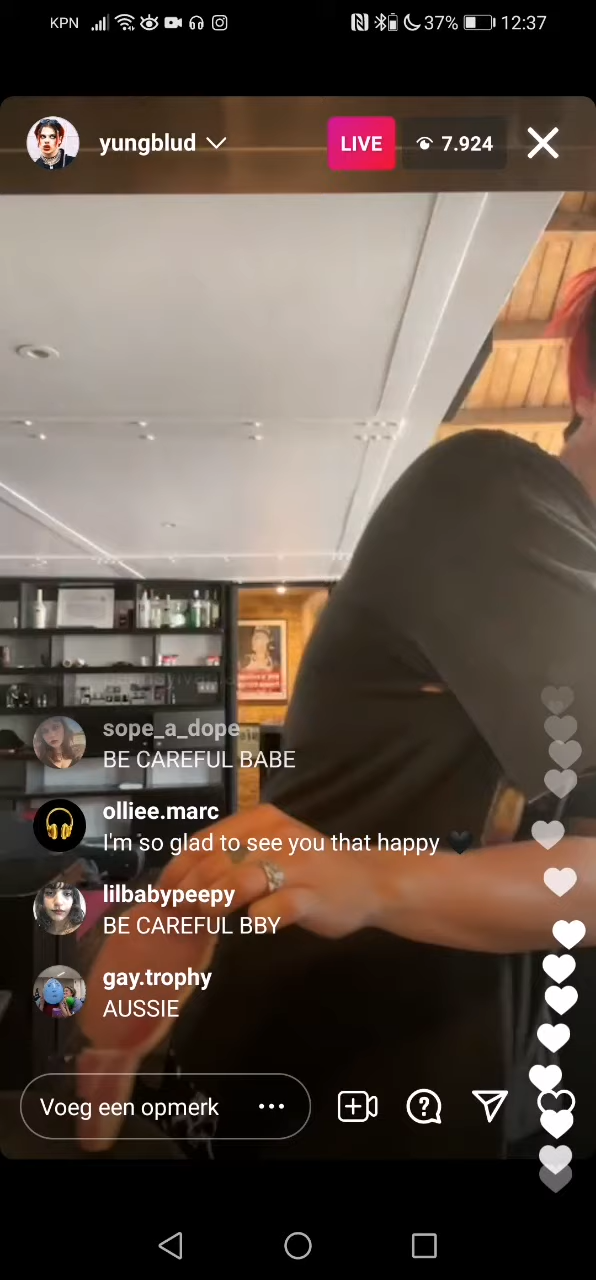 KPN 37% 12:37
yungblud LIVE 7.924
sope_a_dope
BE CAREFUL BABE
olliee.marc
I'm so glad to see you that happy 🖤
lilbabypeepy
BE CAREFUL BBY
gay.trophy
AUSSIE
Voeg een opmerk